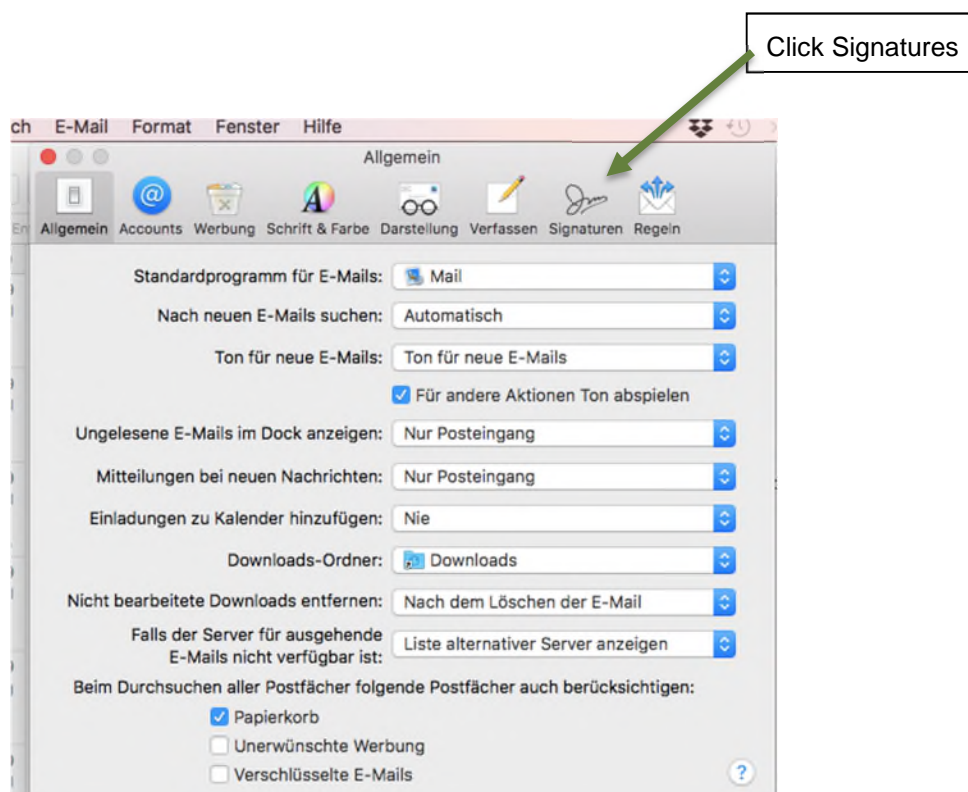 Click Signatures
ch E-Mail Format Fenster Hilfe
Allgemein
Allgemein Accounts Werbung Schrift & Farbe Darstellung Verfassen Signaturen Regeln
Standardprogramm für E-Mails: Mail
Nach neuen E-Mails suchen: Automatisch
Ton für neue E-Mails: Ton für neue E-Mails
Für andere Aktionen Ton abspielen
Ungelesene E-Mails im Dock anzeigen: Nur Posteingang
Mitteilungen bei neuen Nachrichten: Nur Posteingang
Einladungen zu Kalender hinzufügen: Nie
Downloads-Ordner: Downloads
Nicht bearbeitete Downloads entfernen: Nach dem Löschen der E-Mail
Falls der Server für ausgehende
E-Mails nicht verfügbar ist: Liste alternativer Server anzeigen
Beim Durchsuchen aller Postfächer folgende Postfächer auch berücksichtigen:
Papierkorb
Unerwünschte Werbung
Verschlüsselte E-Mails
?